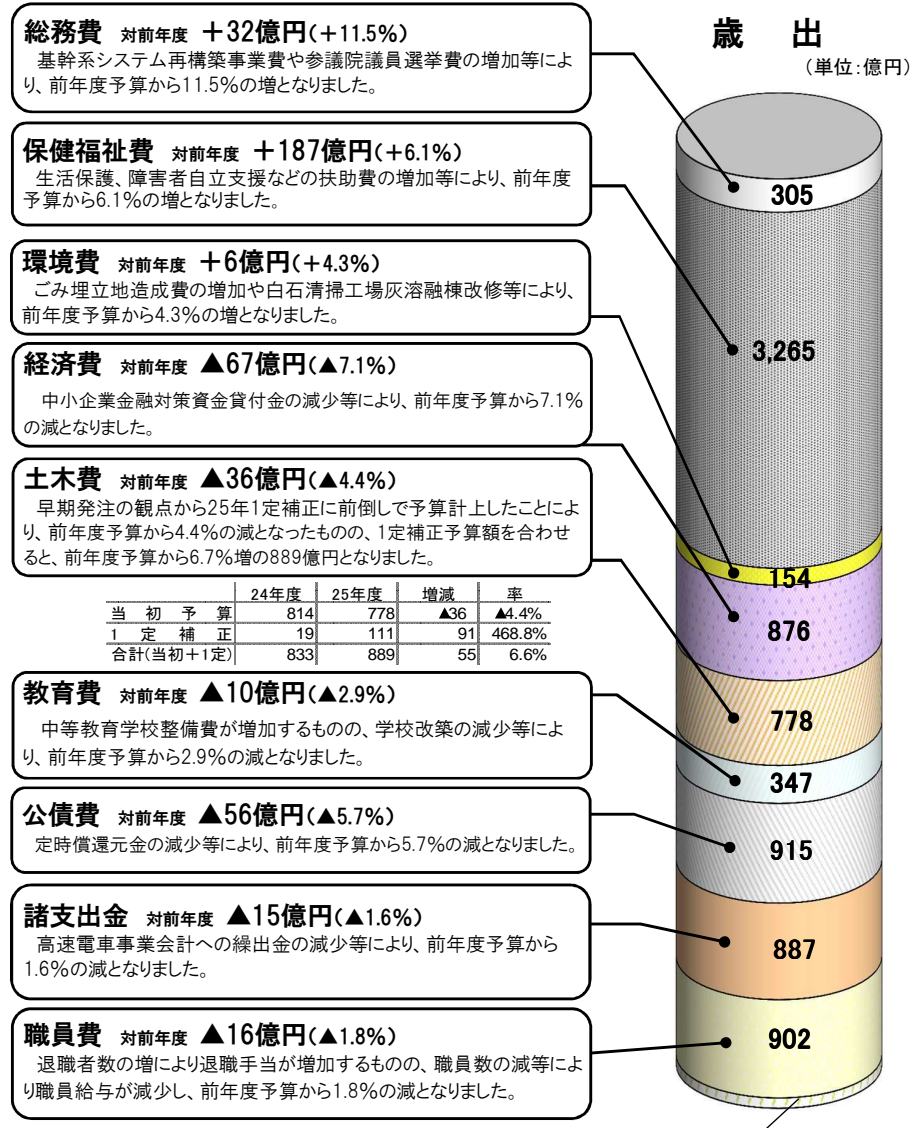 歳 出
(単位:億円)
総務費 対前年度 +32億円(+11.5%)
基幹系システム再構築事業費や参議院議員選挙費の増加等によ
り、前年度予算から11.5%の増になりました。
保健福祉費 対前年度 +187億円(+6.1%)
生活保護、障害者自立支援などの扶助費の増加等により、前年度
予算から6.1%の増となりました。
環境費 対前年度 +6億円(+4.3%)
ごみ埋立地造成費の増加や白石清掃工場灰溶融棟改修等により、
前年度予算から4.3%の増となりました。
経済費 対前年度 ▲67億円(▲7.1%)
中小企業金融対策資金貸付金の減少等により、前年度予算から7.1%
の減となりました。
土木費 対前年度 ▲36億円(▲4.4%)
早期発注の観点から25年1定補正に前倒しで予算計上したことによ
り、前年度予算から4.4%の減となったものの、1定補正予算額を合わせ
ると、前年度予算から6.7%増の889億円となりました。
24年度 25年度 増減 率
当初予算 814 778 ▲36 ▲4.4%
1定補正 19 111 91 468.8%
合計(当初+1定) 833 889 55 6.6%
教育費 対前年度 ▲10億円(▲2.9%)
中等教育学校整備費が増加するものの、学校改築の減少等によ
り、前年度予算から2.9%の減となりました。
公債費 対前年度 ▲56億円(▲5.7%)
定時償還元金の減少等により、前年度予算から5.7%の減となりました。
諸支出金 対前年度 ▲15億円(▲1.6%)
高速電車事業会計への繰出金の減少等により、前年度予算から
1.6%の減となりました。
職員費 対前年度 ▲16億円(▲1.8%)
退職者数の増により退職手当が増加するものの、職員数の減等によ
り職員給与が減少し、前年度予算から1.8%の減となりました。
305
3,265
154
876
778
347
915
887
902